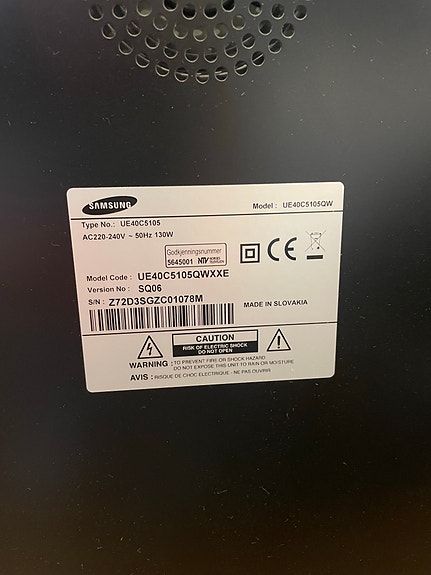 SAMSUNG
Model : UE40C5105QW
Type No.: UE40C5105
AC220-240V ~ 50Hz 130W
Godkjenningsnummer
5645001 NTV
CE
Model Code : UE40C5105QWXXE
Version No : SQ06
S/N : Z72D3SGZC01078M
MADE IN SLOVAKIA
CAUTION
RISK OF ELECTRIC SHOCK
DO NOT OPEN
WARNING : TO PREVENT FIRE OR SHOCK HAZARD
DO NOT EXPOSE THIS UNIT TO RAIN OR MOISTURE
AVIS : RISQUE DE CHOC ELECTRIQUE - NE PAS OUVRIR